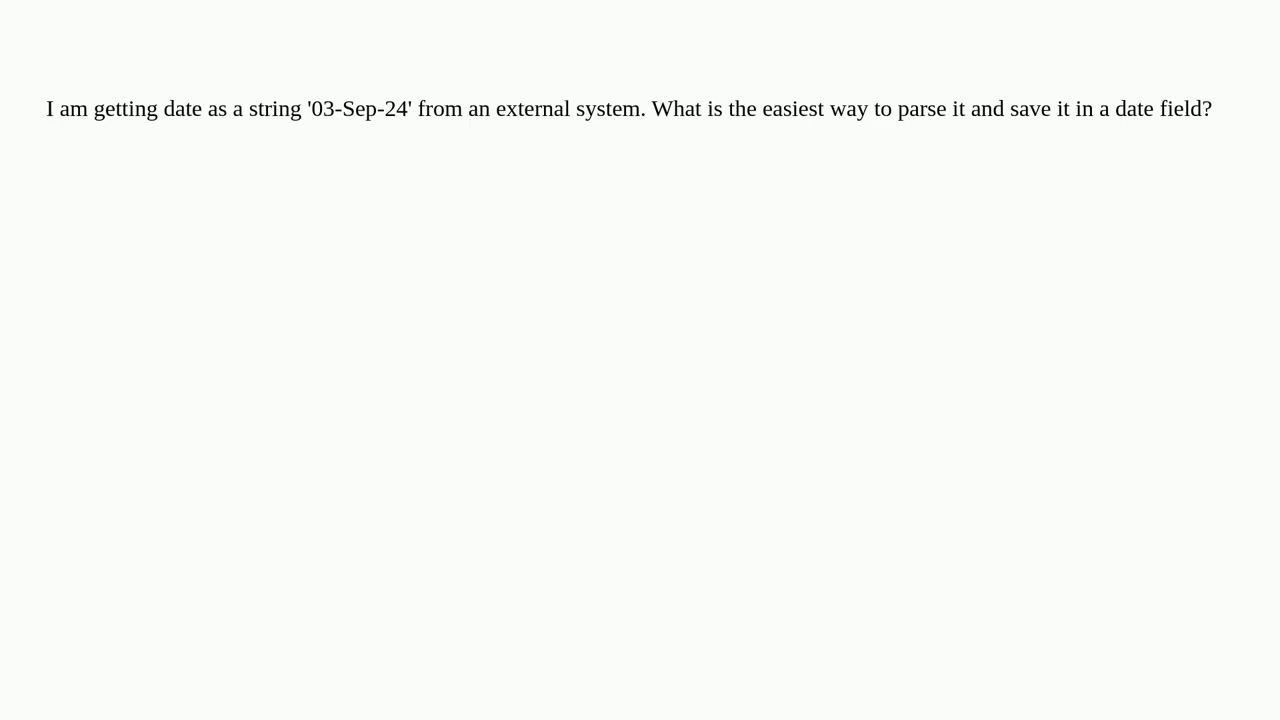 I am getting date as a string '03-Sep-24' from an external system. What is the easiest way to parse it and save it in a date field?